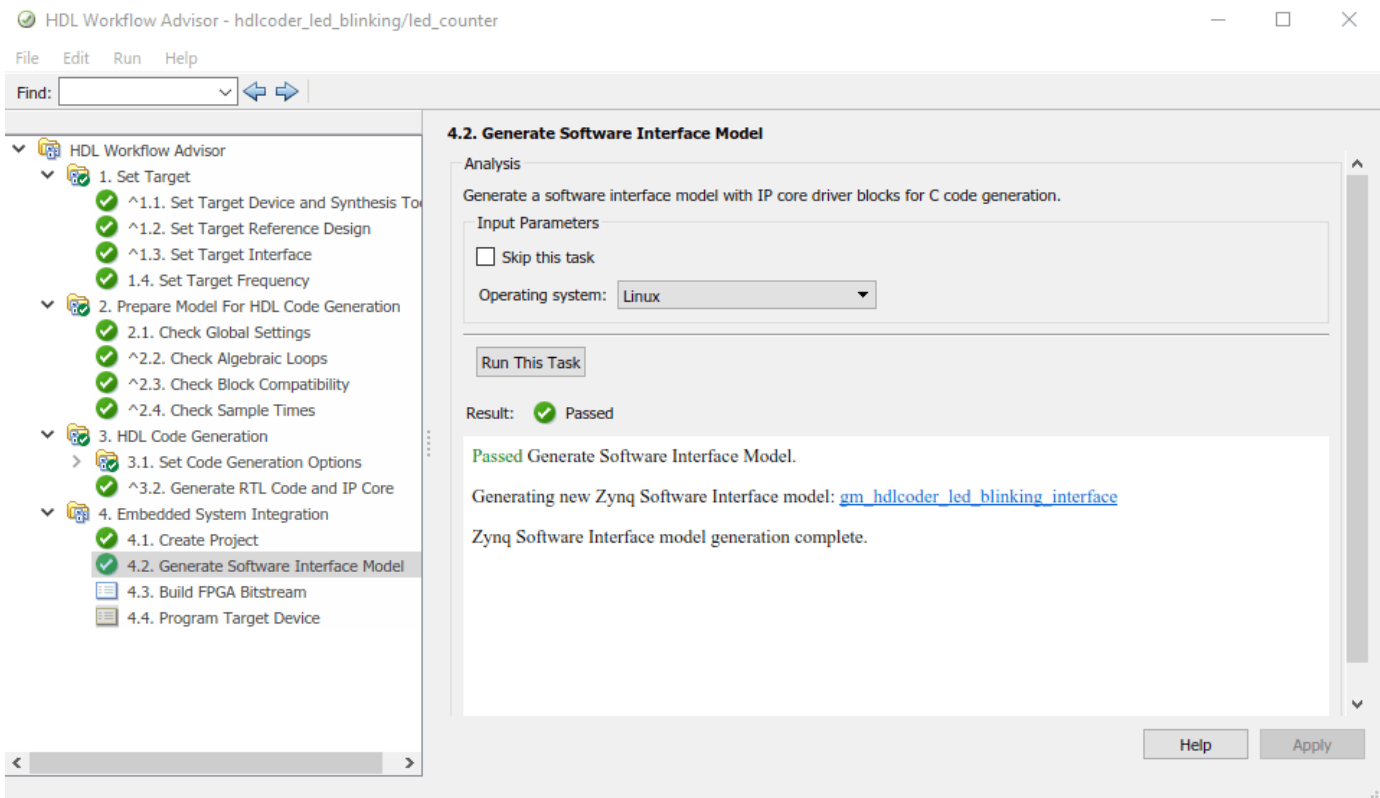 HDL Workflow Advisor - hdlcoder_led_blinking/led_counter
File Edit Run Help
Find:
HDL Workflow Advisor
1. Set Target
^1.1. Set Target Device and Synthesis To
^1.2. Set Target Reference Design
^1.3. Set Target Interface
1.4. Set Target Frequency
2. Prepare Model For HDL Code Generation
2.1. Check Global Settings
^2.2. Check Algebraic Loops
^2.3. Check Block Compatibility
^2.4. Check Sample Times
3. HDL Code Generation
3.1. Set Code Generation Options
^3.2. Generate RTL Code and IP Core
4. Embedded System Integration
4.1. Create Project
4.2. Generate Software Interface Model
4.3. Build FPGA Bitstream
4.4. Program Target Device
4.2. Generate Software Interface Model
Analysis
Generate a software interface model with IP core driver blocks for C code generation.
Input Parameters
Skip this task
Operating system: Linux
Run This Task
Result: Passed
Passed Generate Software Interface Model.
Generating new Zynq Software Interface model: gm_hdlcoder_led_blinking_interface
Zynq Software Interface model generation complete.
Help Apply